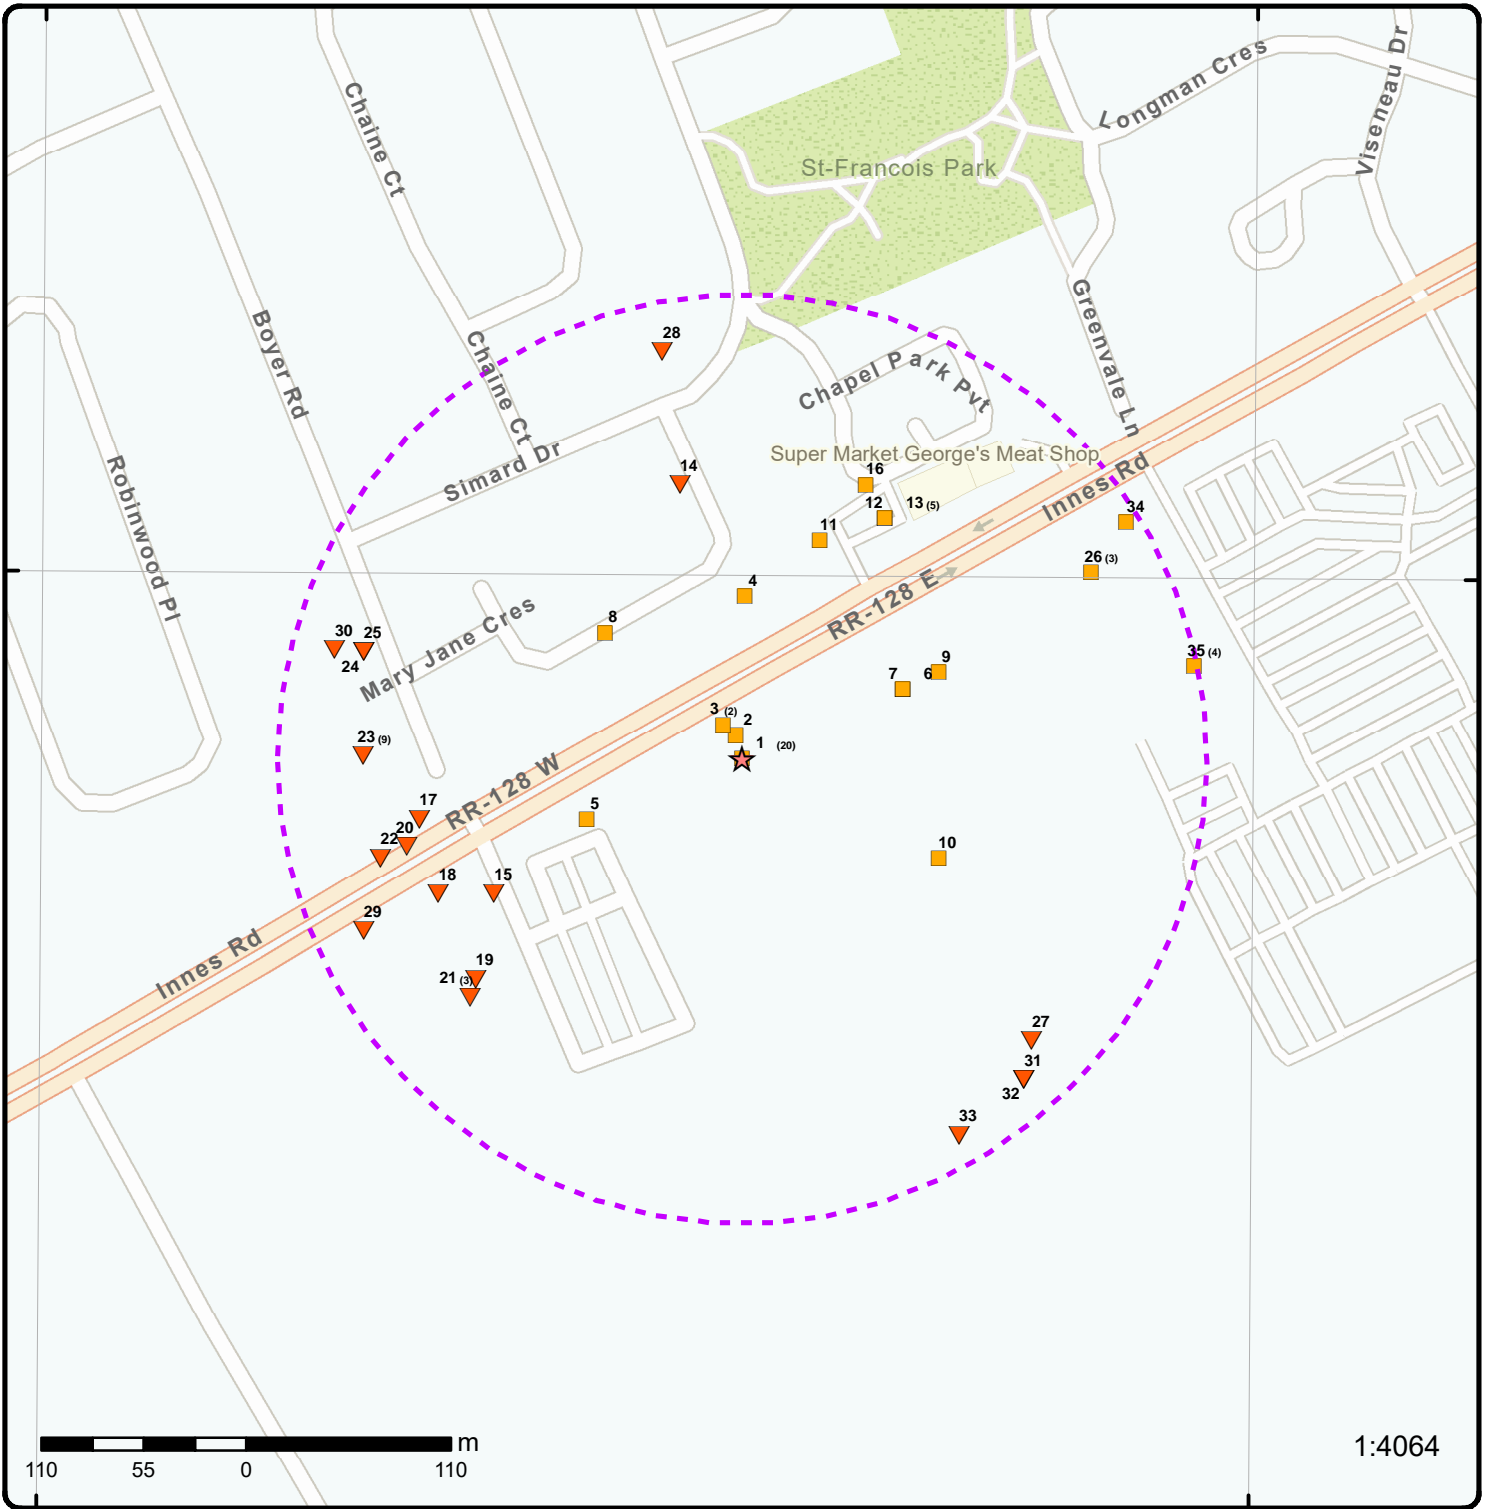 Longman Cres
Viseneau Dr
Chaine Ct
St-Francois Park
Greenvale Ln
Boyer Rd
Chaine Ct
28
Chapel Park Pvt
Super Market George's Meat Shop
Simard Dr
14
16
Innes Rd
Robinwood Pl
12
13 (5)
11
34
26 (3)
4
RR-128 E
8
Mary Jane Cres
30
25
24
35 (4)
9
7
6
3 (2)
2
23 (9)
1 (20)
RR-128 W
17
5
20
22
10
18
15
29
Innes Rd
19
21 (3)
27
31
32
33
m
1:4064
110
55
0
110